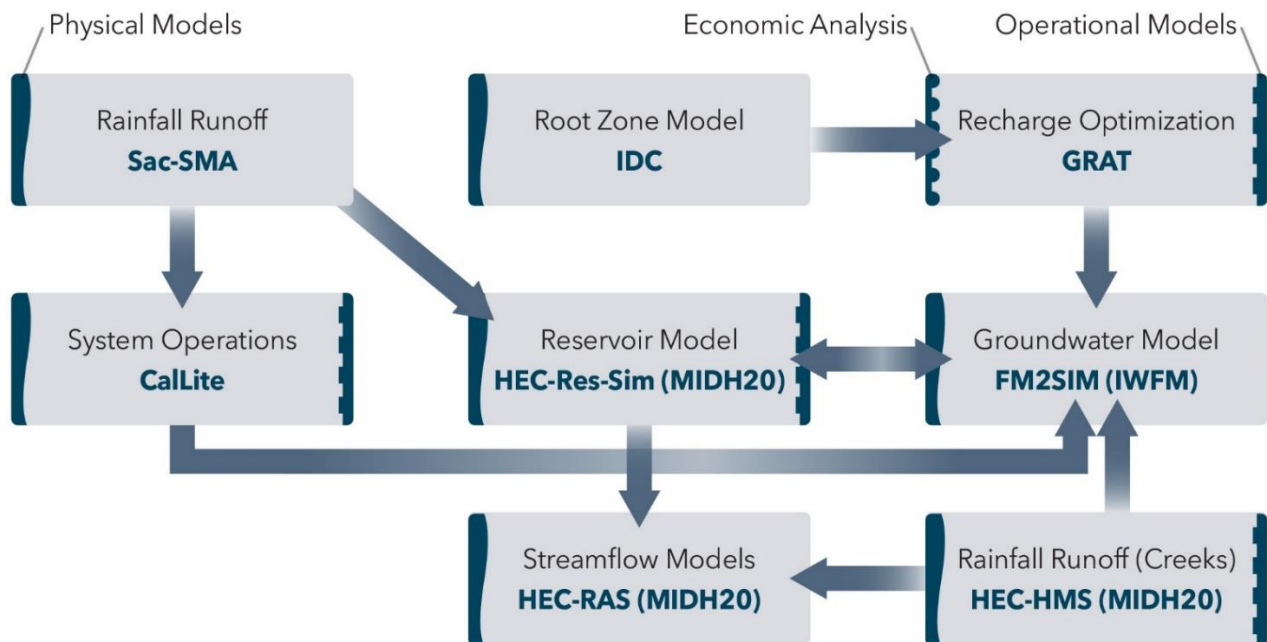 Physical Models
Economic Analysis
Operational Models
Rainfall Runoff
Sac-SMA
Root Zone Model
IDC
Recharge Optimization
GRAT
System Operations
CalLite
Reservoir Model
HEC-Res-Sim (MIDH20)
Groundwater Model
FM2SIM (IWFM)
Streamflow Models
HEC-RAS (MIDH20)
Rainfall Runoff (Creeks)
HEC-HMS (MIDH20)